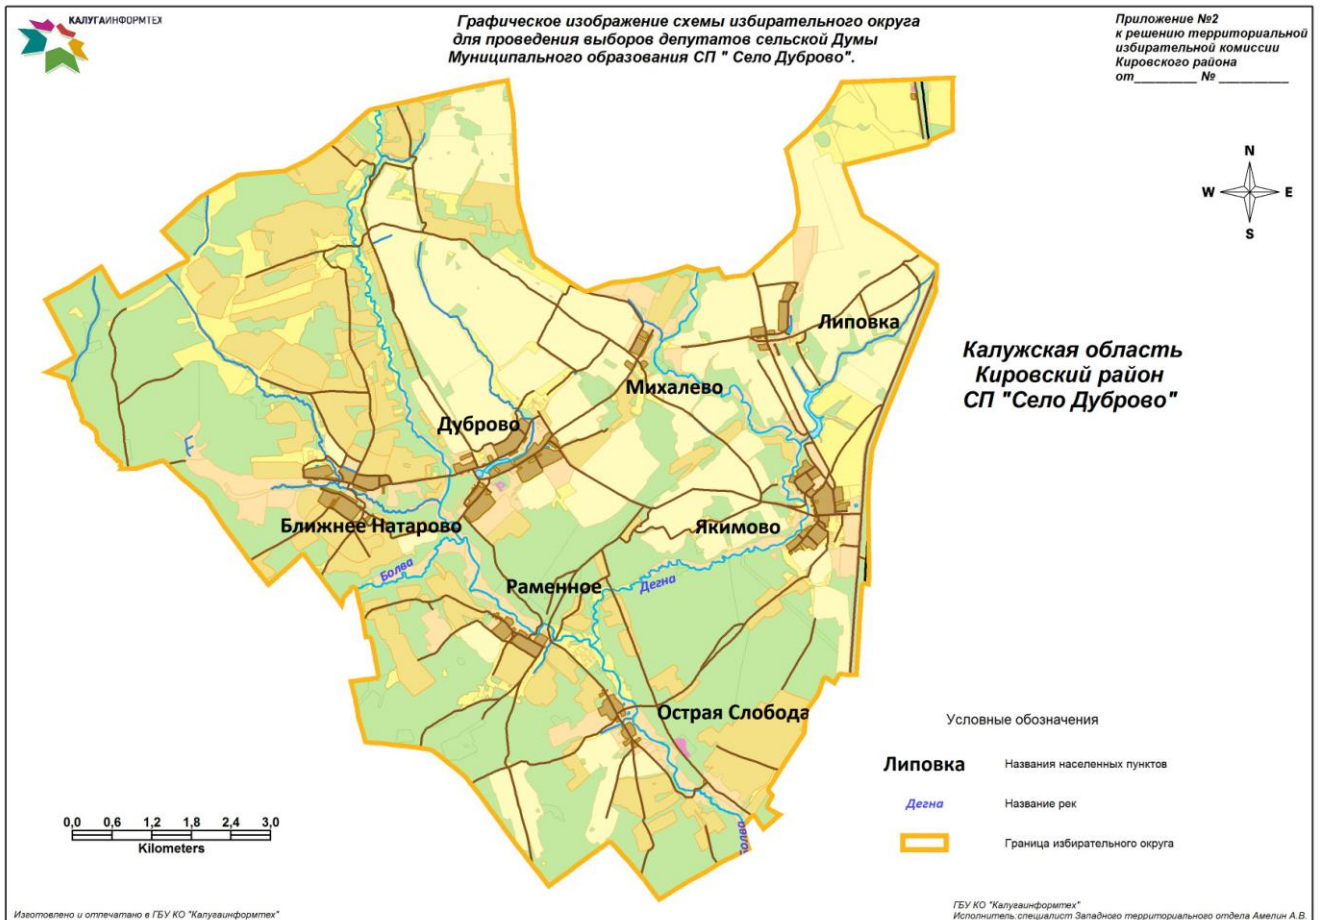 КАЛУГАИНФОРМТЕХ
Графическое изображение схемы избирательного округа
для проведения выборов депутатов сельской Думы
Муниципального образования СП " Село Дуброво".
Приложение №2
к решению территориальной
избирательной комиссии
Кировского района
от_________ № __________
N
W E
S
Липовка
Калужская область
Кировский район
СП "Село Дуброво"
Михалево
Дуброво
Ближнее Натарово
Якимово
Болва
Раменное
Дегна
Острая Слобода
Болва
Условные обозначения
Липовка Названия населенных пунктов
Дегна Название рек
Граница избирательного округа
0,0 0,6 1,2 1,8 2,4 3,0
Kilometers
Изготовлено и отпечатано в ГБУ КО "Калугаинформтех"
ГБУ КО "Калугаинформтех"
Исполнитель:специалист Западного территориального отдела Амелин А.В.